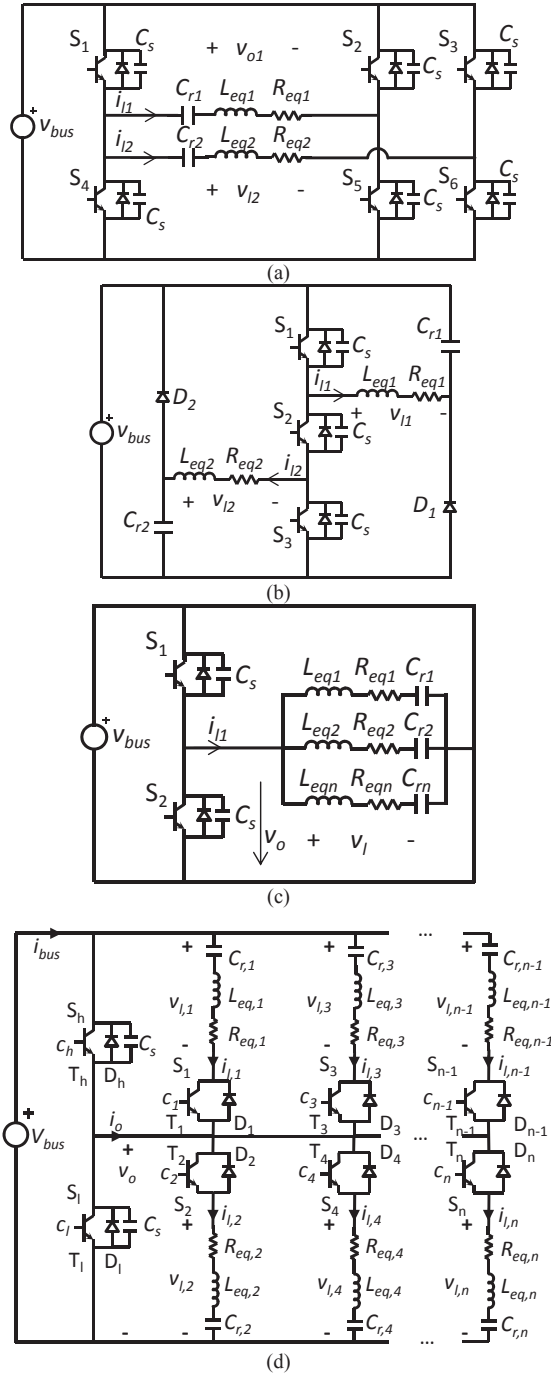 S1 Cs + vo1 - S2 Cs S3 Cs
Cr1 Leq1 Req1
il1
vbus +
il2 Cr2 Leq2 Req2
S4 Cs + vl2 - S5 Cs S6 Cs
(a)
S1 Cs Cr1
il1 Leq1 Req1
D2 + vl1 -
vbus + S2 Cs
Leq2 Req2 il2
+ vl2 - D1
Cr2 S3 Cs
(b)
S1 Cs
Leq1 Req1 Cr1
vbus + il1
Leq2 Req2 Cr2
S2 Cs Leqn Reqn Crn
vo + vl -
(c)
ibus + + ... +
Cr,1 Cr,3 Cr,n-1
vl,1 Leq,1 vl,3 Leq,3 vl,n-1 Leq,n-1
Sh Req,1 Req,3 Req,n-1
ch Cs - - -
Th Dh S1 il,1 S3 il,3 Sn-1 il,n-1
c1 c3 cn-1
Vbus + io T1 D1 T3 D3 ... Tn-1 Dn-1
+ vo T2 D2 T4 D4 Tn Dn
Sl c2 c4 cn
cl Cs S2 il,2 S4 il,4 Sn il,n
Tl Dl + + +
Req,2 Req,4 Req,n
vl,2 Leq,2 vl,4 Leq,4 vl,n Leq,n
- - Cr,2 - Cr,4 ... - Cr,n
(d)